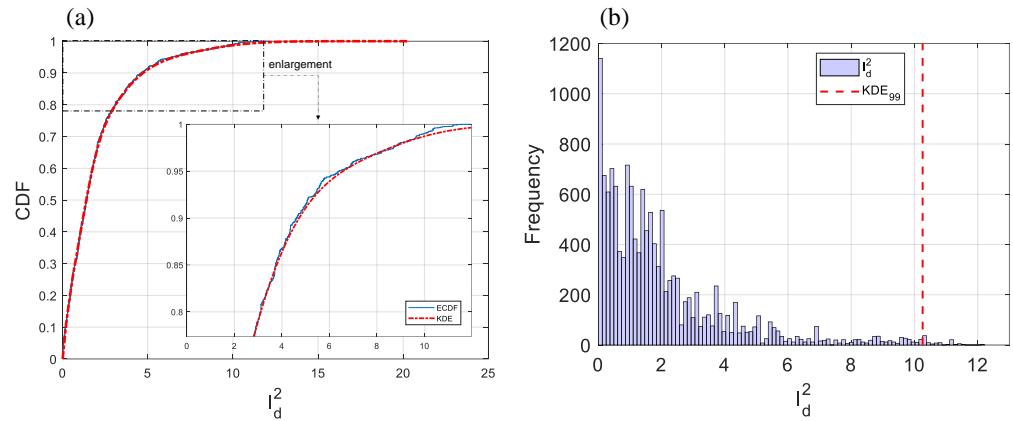 (a)
(b)
1
0.9
0.8
0.7
0.6
0.5
0.4
0.3
0.2
0.1
0
CDF
0 5 10 15 20 25
I_d^2
enlargement
1
0.95
0.9
0.85
0.8
0 2 4 6 8 10
ECDF
KDE
1200
1000
800
600
400
200
0
Frequency
0 2 4 6 8 10 12
I_d^2
I_d^2
KDE_99